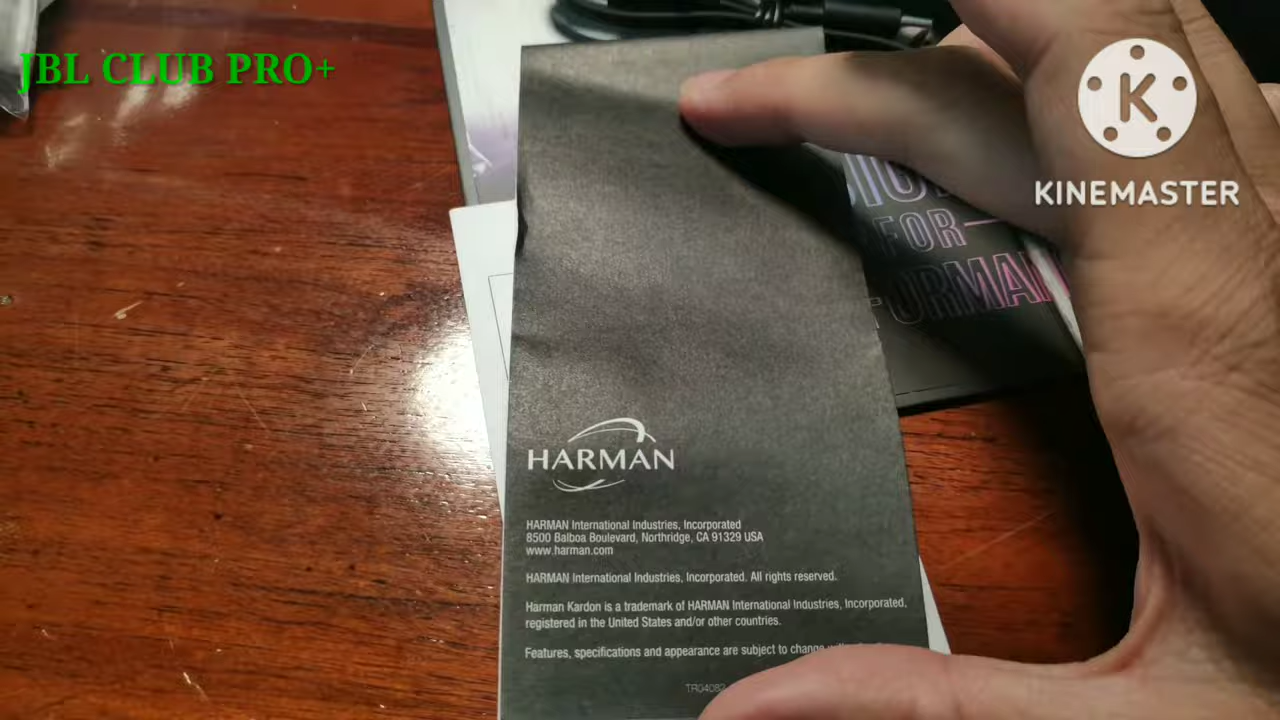 JBL CLUB PRO+
K
KINEMASTER
FOR
HARMAN
HARMAN International Industries, Incorporated
8500 Balboa Boulevard, Northridge, CA 91329 USA
www.harman.com
HARMAN International Industries, Incorporated. All rights reserved.
Harman Kardon is a trademark of HARMAN International Industries, Incorporated,
registered in the United States and/or other countries.
Features, specifications and appearance are subject to change